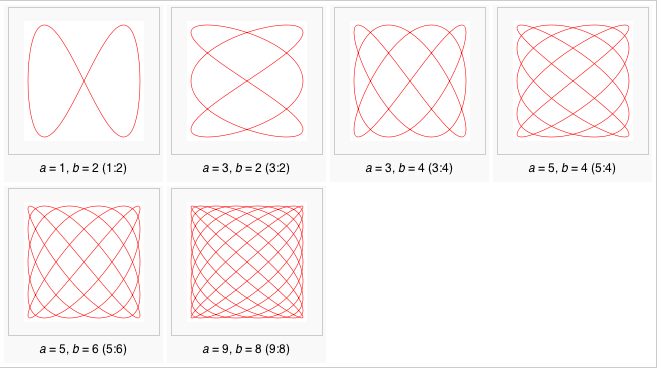 a = 1, b = 2 (1:2)
a = 3, b = 2 (3:2)
a = 3, b = 4 (3:4)
a = 5, b = 4 (5:4)
a = 5, b = 6 (5:6)
a = 9, b = 8 (9:8)